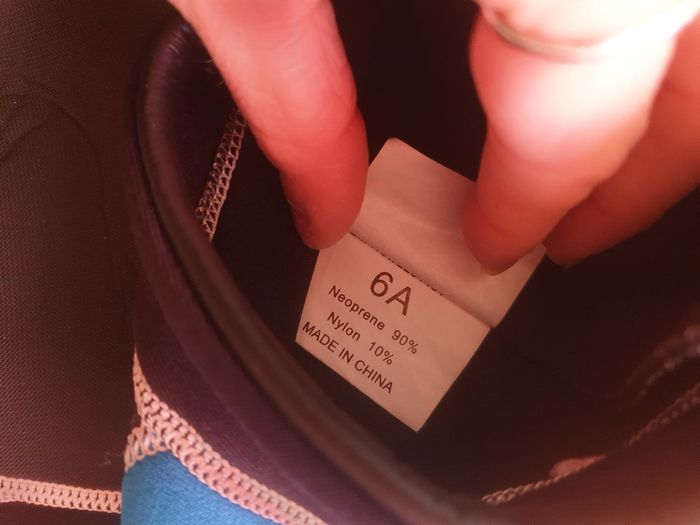 6A
Neoprene 90%
Nylon 10%
MADE IN CHINA